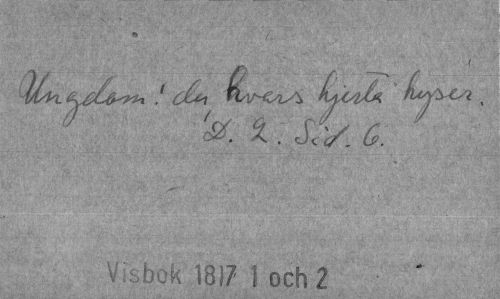 Ungdom! du, hvars hjerta hyser.
D. 2. Sid. 6.
Visbok 1817 1 och 2